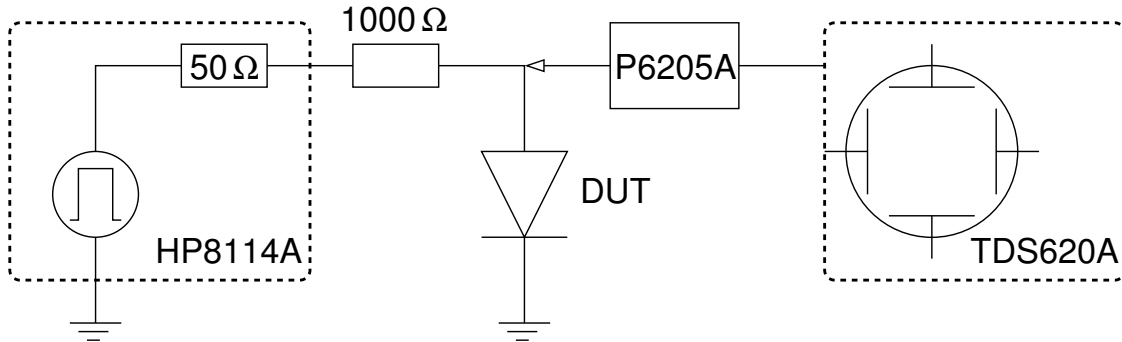 1000 Ω
50 Ω
P6205A
DUT
HP8114A
TDS620A